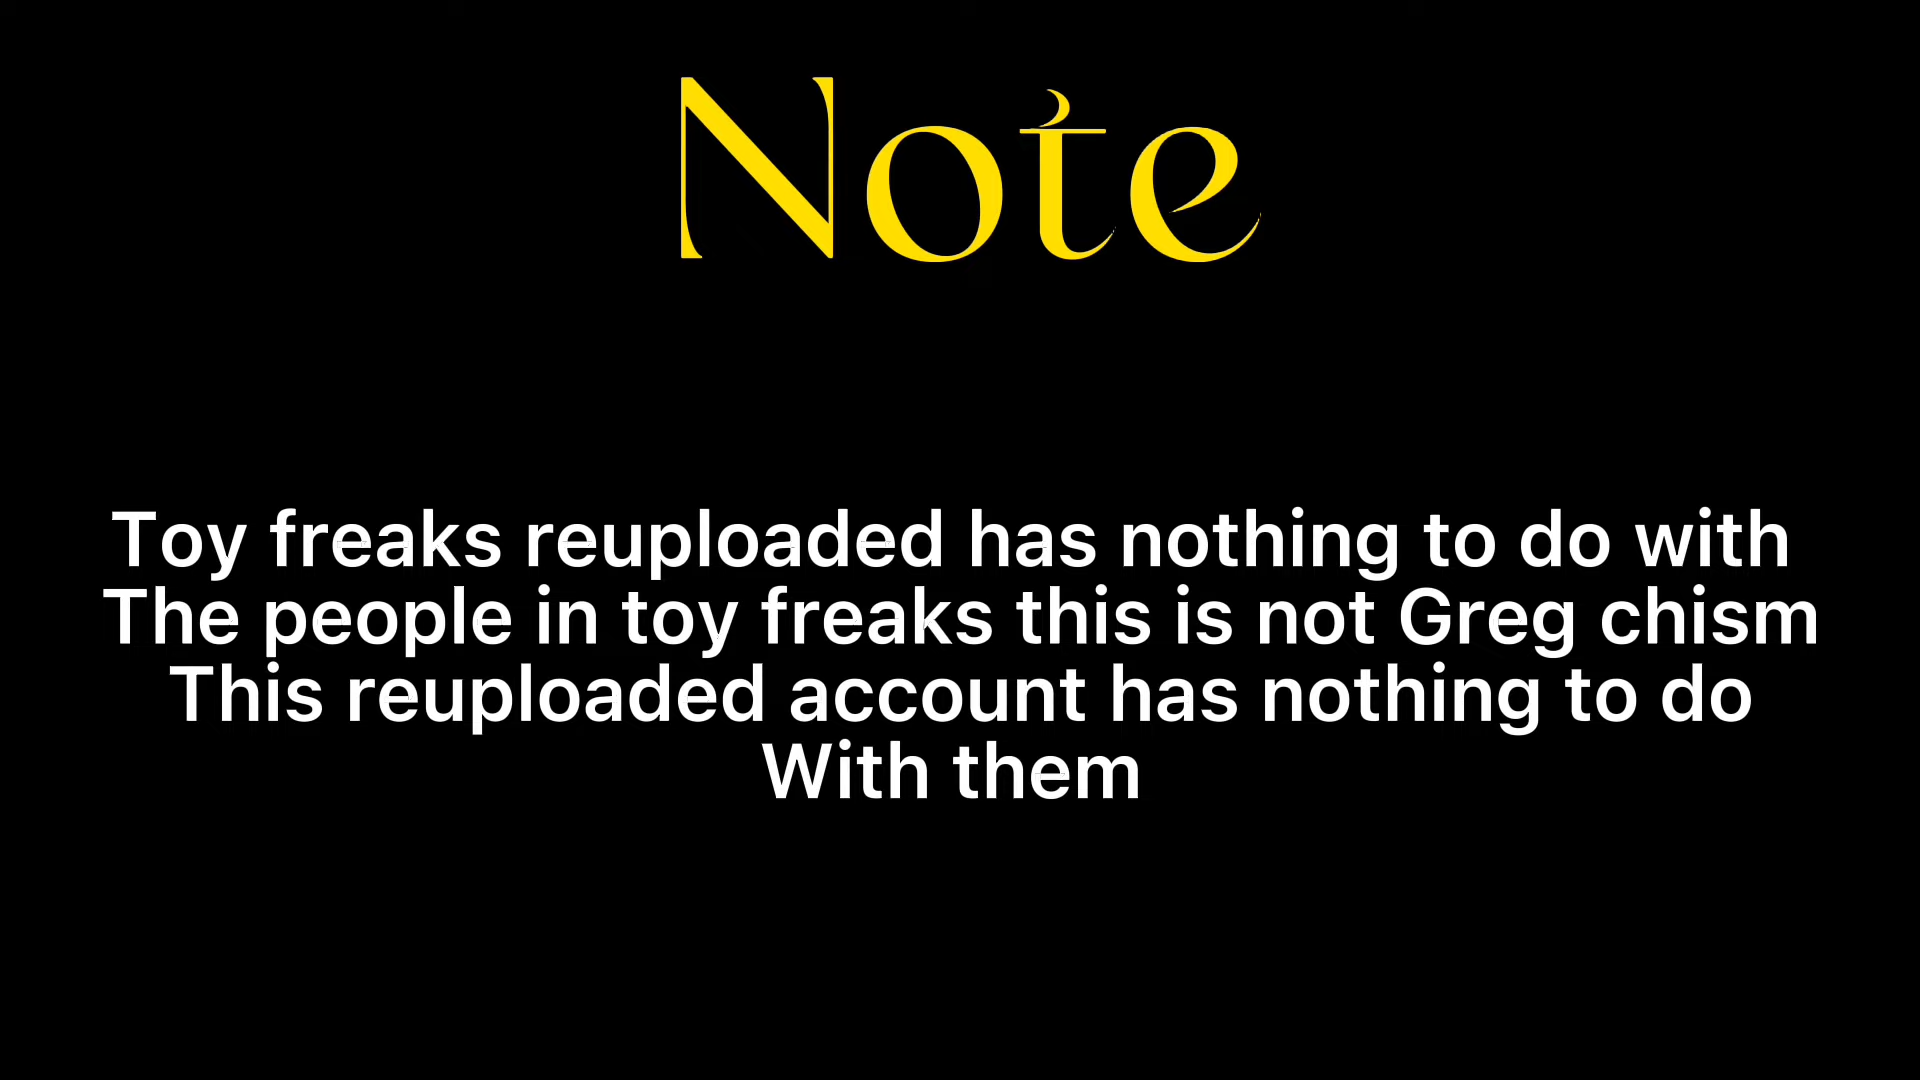 Note
Toy freaks reuploaded has nothing to do with
The people in toy freaks this is not Greg chism
This reuploaded account has nothing to do
With them